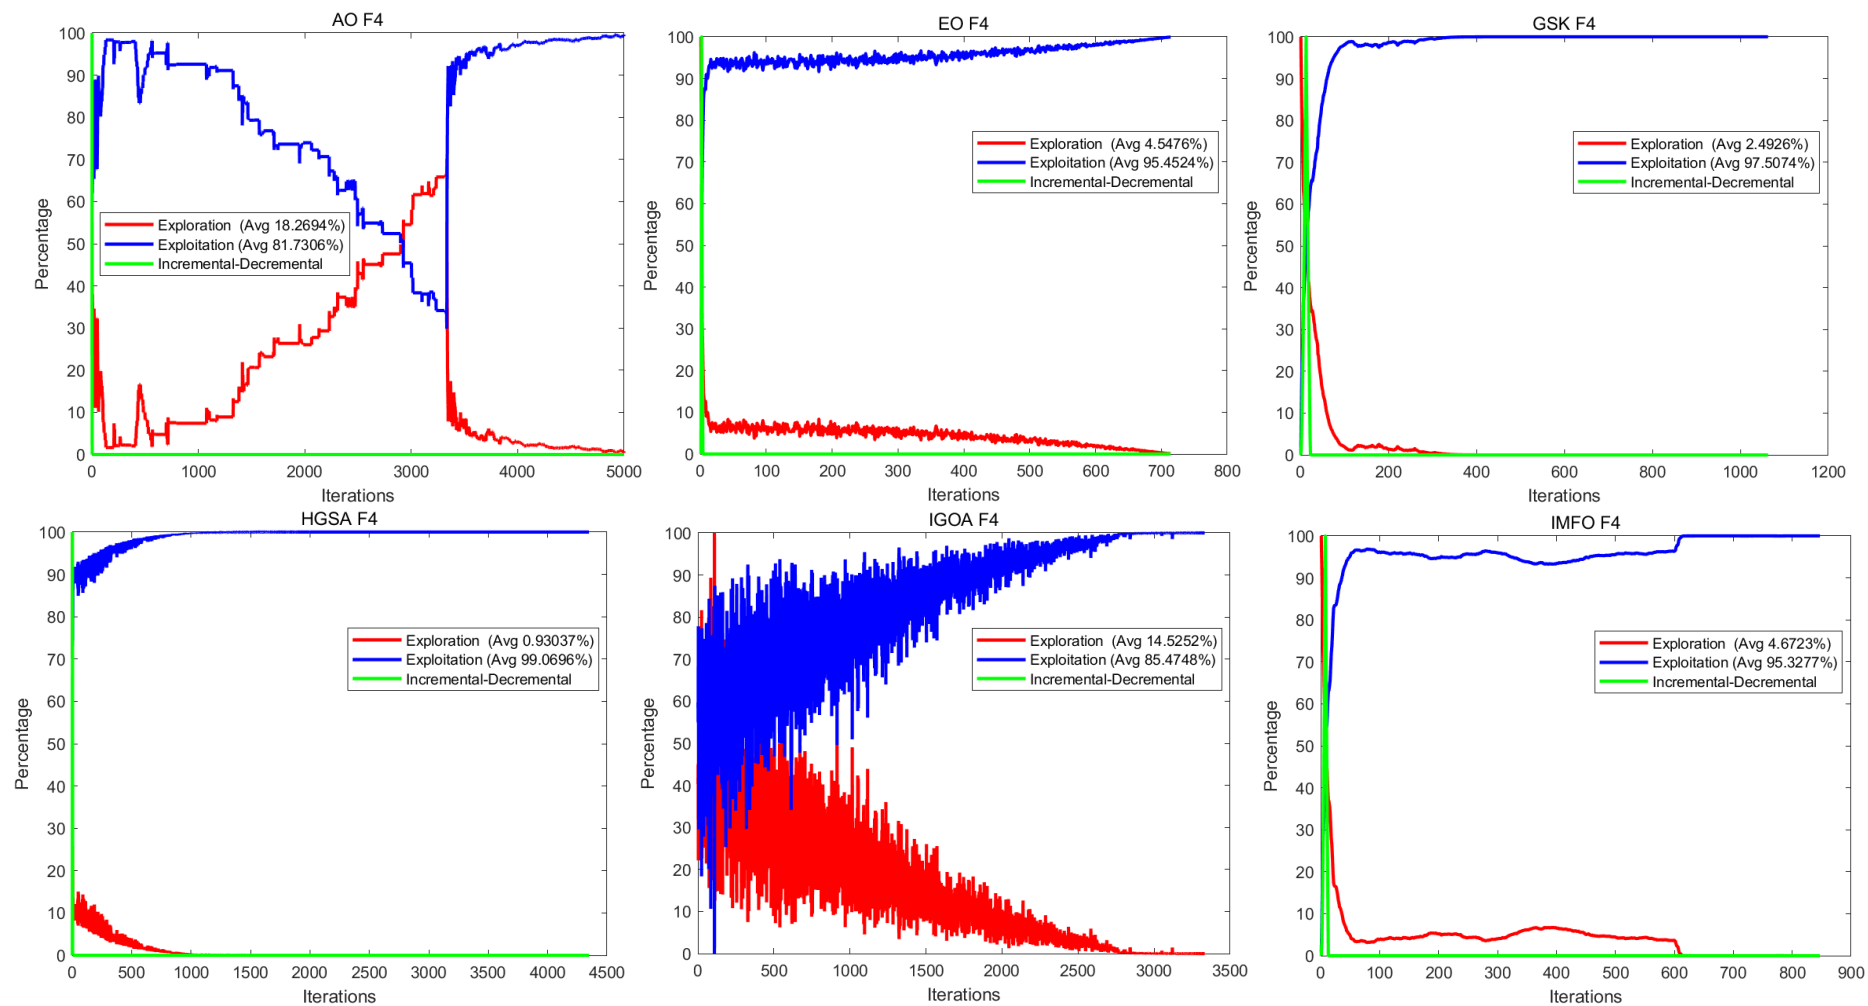 AO F4
100
90
80
70
60
50
40
30
20
10
0
Percentage
Exploration (Avg 18.2694%)
Exploitation (Avg 81.7306%)
Incremental-Decremental
0 1000 2000 3000 4000 5000
Iterations
EO F4
100
90
80
70
60
50
40
30
20
10
0
Percentage
Exploration (Avg 4.5476%)
Exploitation (Avg 95.4524%)
Incremental-Decremental
0 100 200 300 400 500 600 700 800
Iterations
GSK F4
100
90
80
70
60
50
40
30
20
10
0
Percentage
Exploration (Avg 2.4926%)
Exploitation (Avg 97.5074%)
Incremental-Decremental
0 200 400 600 800 1000 1200
Iterations
HGSA F4
100
90
80
70
60
50
40
30
20
10
0
Percentage
Exploration (Avg 0.93037%)
Exploitation (Avg 99.0696%)
Incremental-Decremental
0 500 1000 1500 2000 2500 3000 3500 4000 4500
Iterations
IGOA F4
100
90
80
70
60
50
40
30
20
10
0
Percentage
Exploration (Avg 14.5252%)
Exploitation (Avg 85.4748%)
Incremental-Decremental
0 500 1000 1500 2000 2500 3000 3500
Iterations
IMFO F4
100
90
80
70
60
50
40
30
20
10
0
Percentage
Exploration (Avg 4.6723%)
Exploitation (Avg 95.3277%)
Incremental-Decremental
0 100 200 300 400 500 600 700 800 900
Iterations